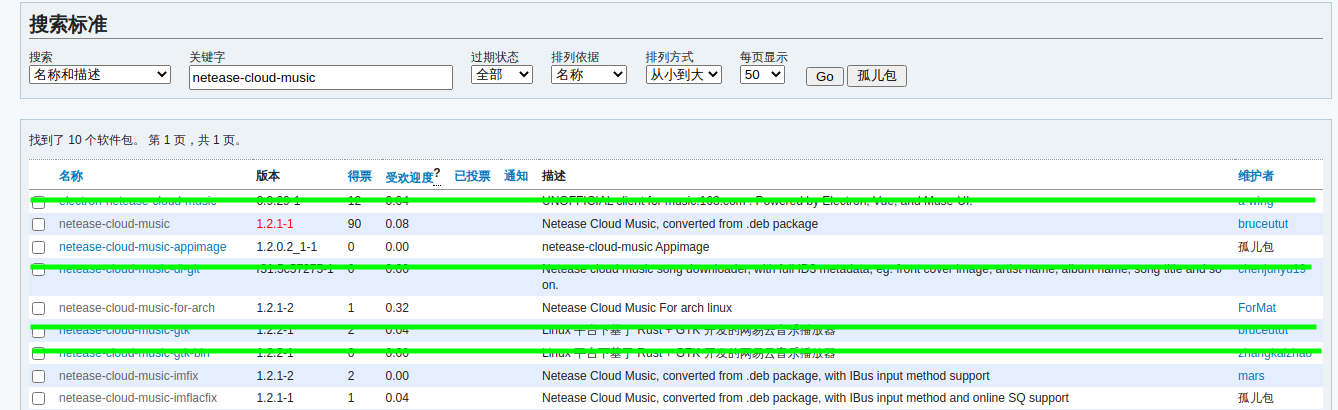 搜索标准
搜索 关键字 过期状态 排列依据 排列方式 每页显示
名称和描述 netease-cloud-music 全部 名称 从小到大 50 Go 孤儿包
找到了 10 个软件包。 第 1 页，共 1 页。
名称 版本 得票 受欢迎度? 已投票 通知 描述 维护者
electron-netease-cloud-music 12 0.04 UNOFFICIAL client for music.163.com . Powered by Electron, Vue, and Muse-UI. a-wing
netease-cloud-music 1.2.1-1 90 0.08 Netease Cloud Music, converted from .deb package bruceutut
netease-cloud-music-appimage 1.2.0.2_1-1 0 0.00 netease-cloud-music Appimage 孤儿包
0 0.00 Netease cloud music song downloader, with full ID3 metadata, eg: front cover image, artist name, album name, song title and so
on.
netease-cloud-music-for-arch 1.2.1-2 1 0.32 Netease Cloud Music For arch linux ForMat
netease-cloud-music-gtk 1.2.2-1 2 0.04 Linux 平台下基于 Rust + GTK 开发的网易云音乐播放器 bruceutut
netease-cloud-music-gtk-bin 1.2.2-1 0 0.00 Linux 平台下基于 Rust + GTK 开发的网易云音乐播放器 zhangkaizhao
netease-cloud-music-imfix 1.2.1-2 2 0.00 Netease Cloud Music, converted from .deb package, with IBus input method support mars
netease-cloud-music-imflacfix 1.2.1-1 1 0.04 Netease Cloud Music, converted from .deb package, with IBus input method and online SQ support 孤儿包